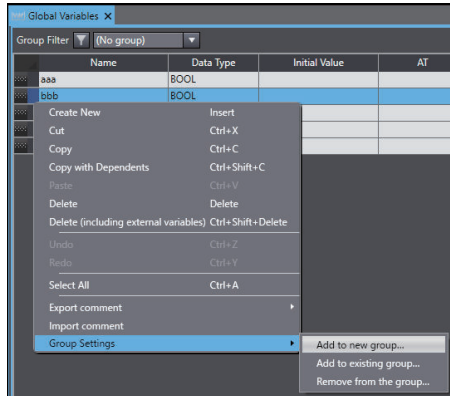 Global Variables X
Group Filter (No group)
Name Data Type Initial Value AT
aaa BOOL
bbb BOOL
Create New Insert
Cut Ctrl+X
Copy Ctrl+C
Copy with Dependents Ctrl+Shift+C
Paste Ctrl+V
Delete Delete
Delete (including external variables) Ctrl+Shift+Delete
Undo Ctrl+Z
Redo Ctrl+Y
Select All Ctrl+A
Export comment
Import comment
Group Settings
Add to new group...
Add to existing group...
Remove from the group...